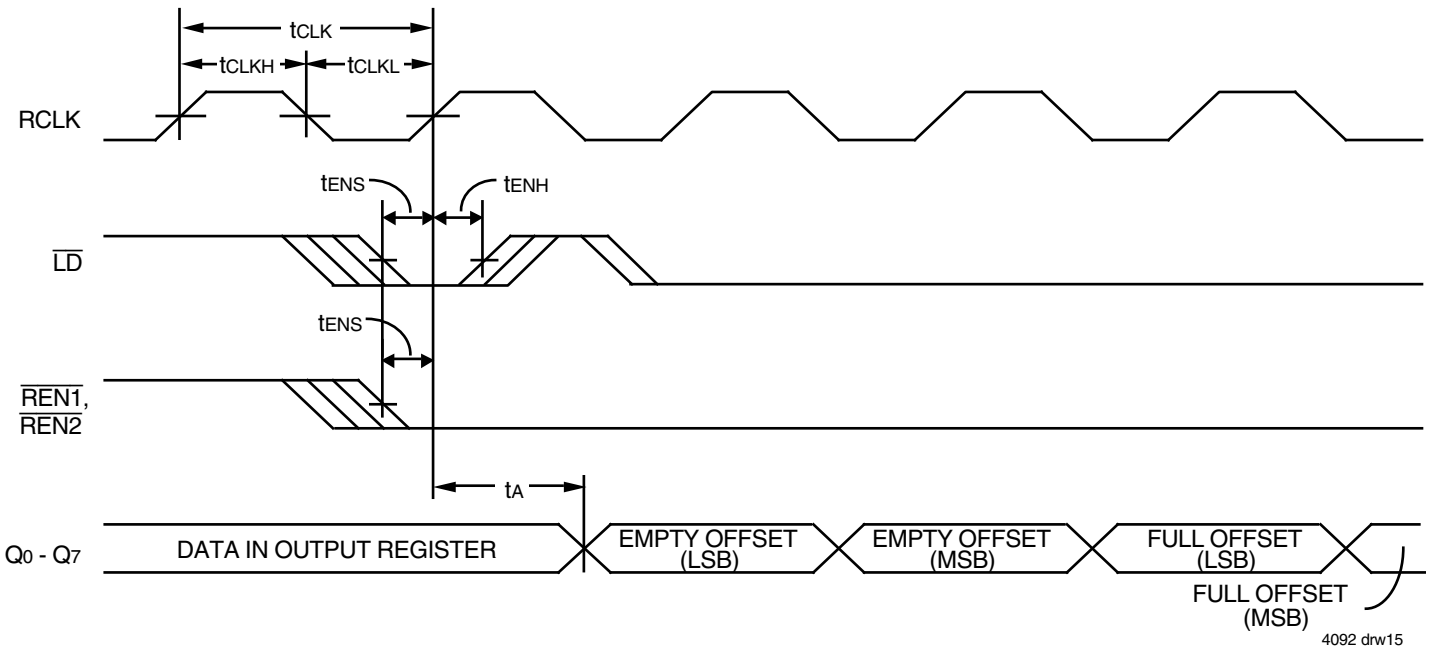 tCLK
tCLKH
tCLKL
RCLK
tENS
tENH
LD
tENS
REN1,
REN2
tA
Q0 - Q7
DATA IN OUTPUT REGISTER
EMPTY OFFSET
(LSB)
EMPTY OFFSET
(MSB)
FULL OFFSET
(LSB)
FULL OFFSET
(MSB)
4092 drw15